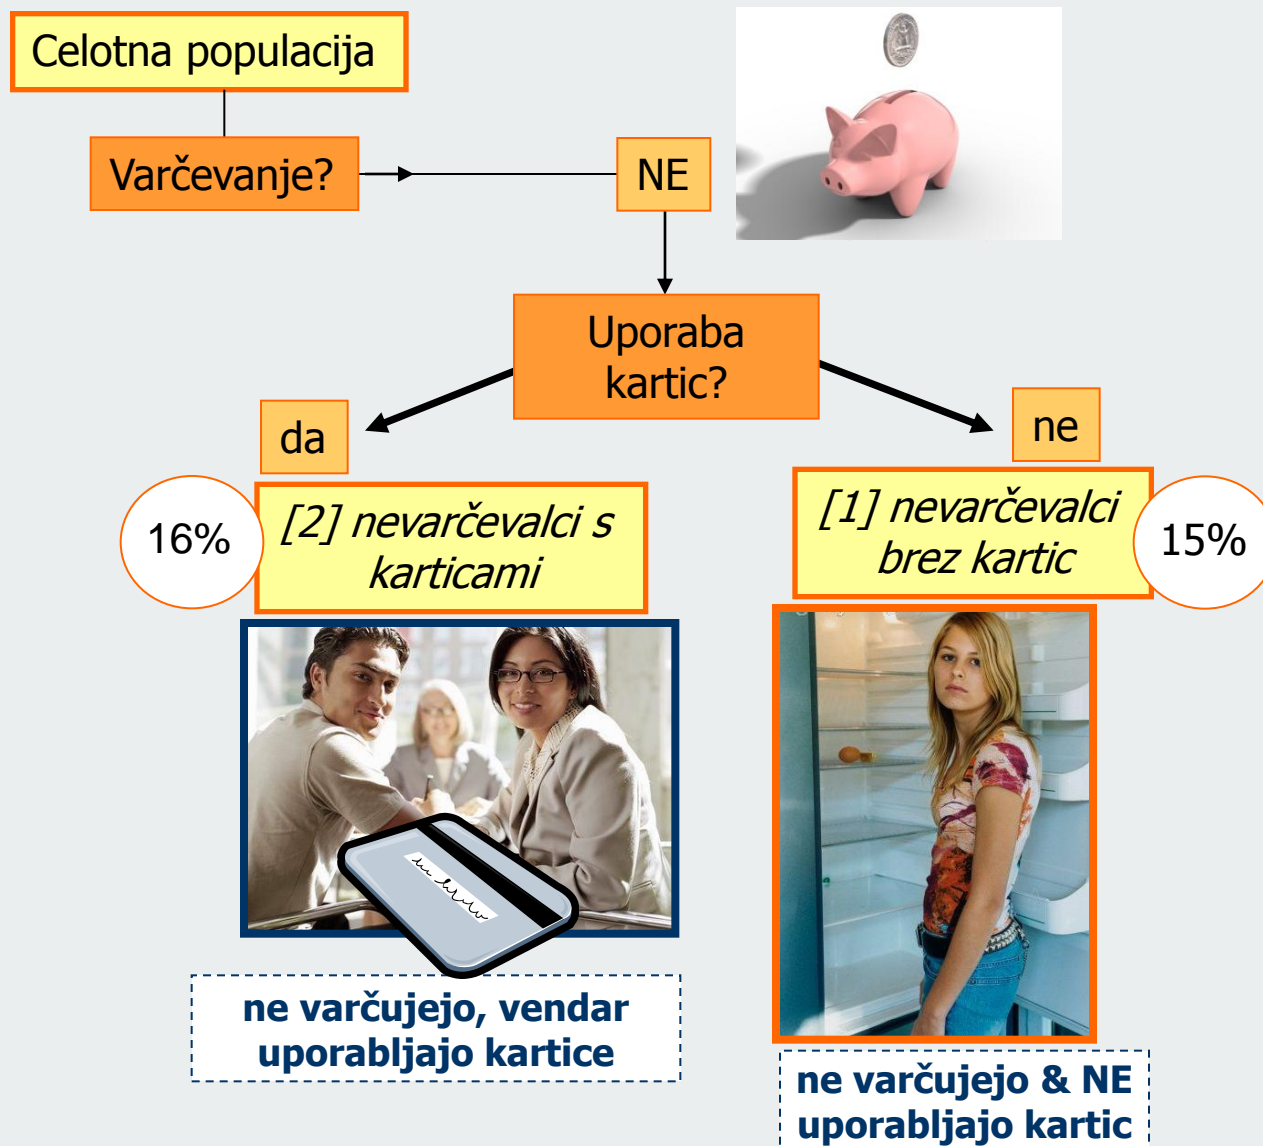 Celotna populacija
Varčevanje?
NE
Uporaba
kartic?
da
ne
16%
[2] nevarčevalci s
karticami
[1] nevarčevalci
brez kartic
15%
ne varčujejo, vendar
uporabljajo kartice
ne varčujejo & NE
uporabljajo kartic